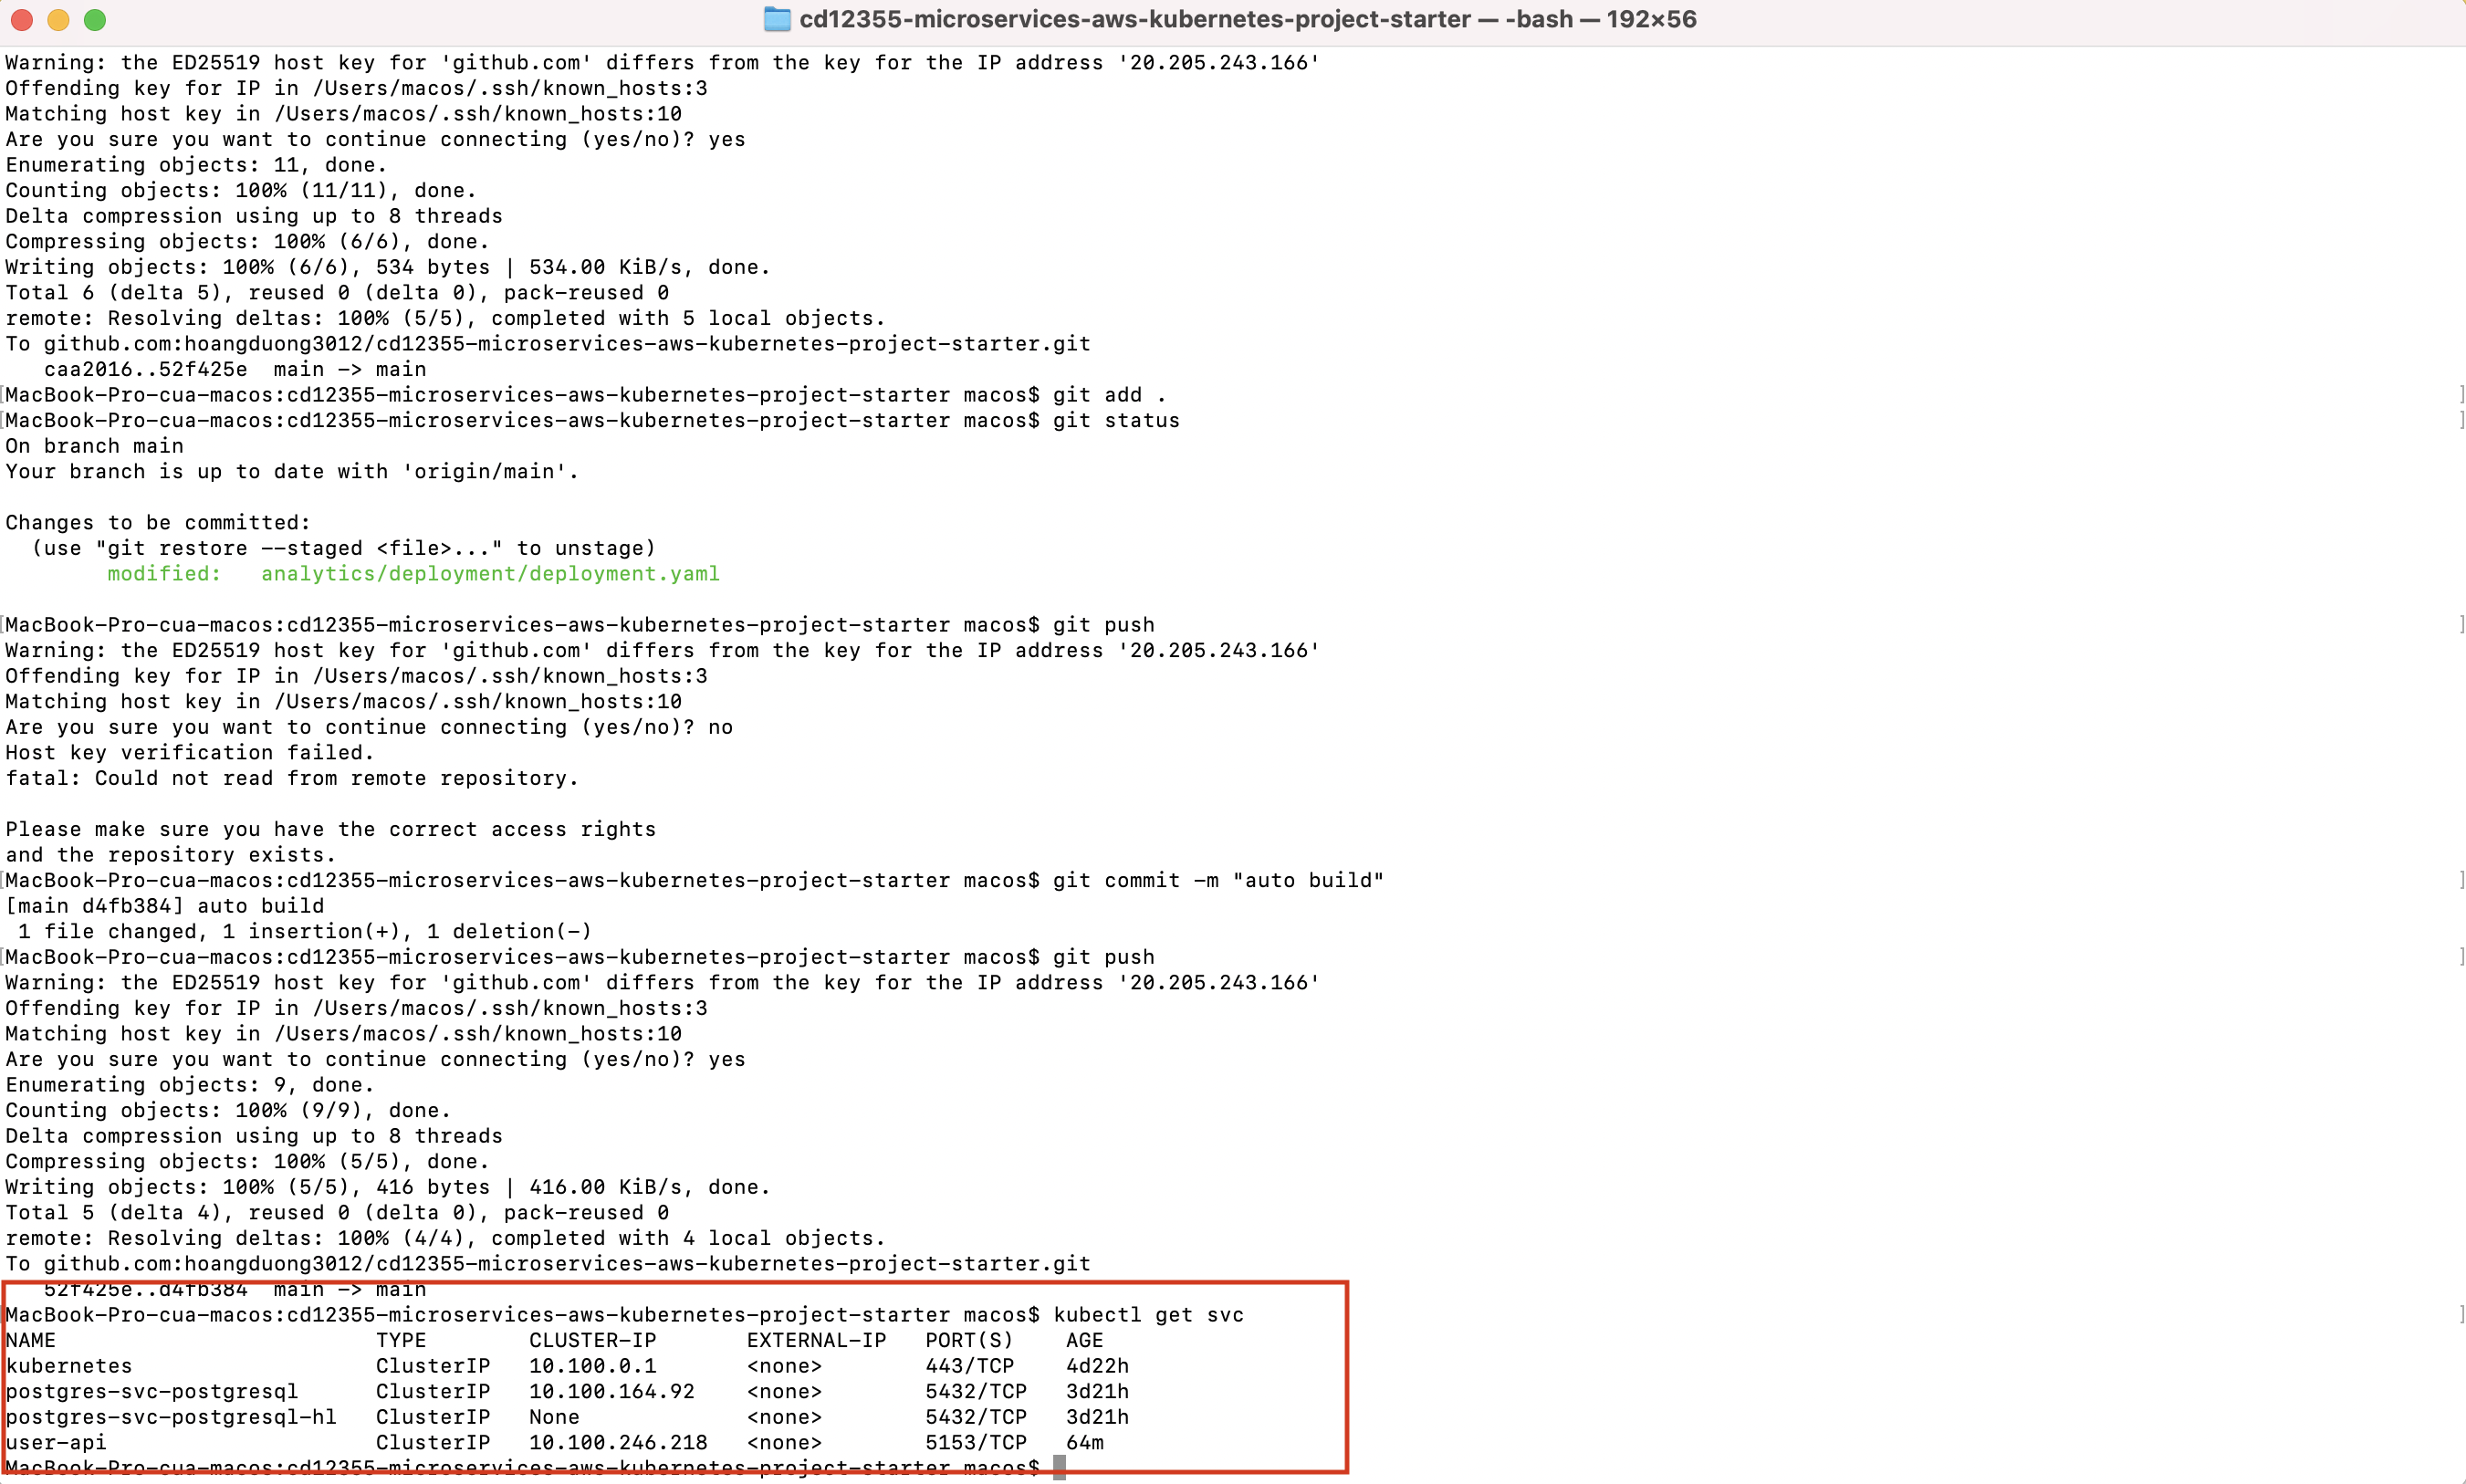 cd12355-microservices-aws-kubernetes-project-starter — -bash — 192×56
Warning: the ED25519 host key for 'github.com' differs from the key for the IP address '20.205.243.166'
Offending key for IP in /Users/macos/.ssh/known_hosts:3
Matching host key in /Users/macos/.ssh/known_hosts:10
Are you sure you want to continue connecting (yes/no)? yes
Enumerating objects: 11, done.
Counting objects: 100% (11/11), done.
Delta compression using up to 8 threads
Compressing objects: 100% (6/6), done.
Writing objects: 100% (6/6), 534 bytes | 534.00 KiB/s, done.
Total 6 (delta 5), reused 0 (delta 0), pack-reused 0
remote: Resolving deltas: 100% (5/5), completed with 5 local objects.
To github.com:hoangduong3012/cd12355-microservices-aws-kubernetes-project-starter.git
   caa2016..52f425e  main -> main
[MacBook-Pro-cua-macos:cd12355-microservices-aws-kubernetes-project-starter macos$ git add . ]
[MacBook-Pro-cua-macos:cd12355-microservices-aws-kubernetes-project-starter macos$ git status ]
On branch main
Your branch is up to date with 'origin/main'.
Changes to be committed:
  (use "git restore --staged <file>..." to unstage)
        modified:   analytics/deployment/deployment.yaml
[MacBook-Pro-cua-macos:cd12355-microservices-aws-kubernetes-project-starter macos$ git push ]
Warning: the ED25519 host key for 'github.com' differs from the key for the IP address '20.205.243.166'
Offending key for IP in /Users/macos/.ssh/known_hosts:3
Matching host key in /Users/macos/.ssh/known_hosts:10
Are you sure you want to continue connecting (yes/no)? no
Host key verification failed.
fatal: Could not read from remote repository.
Please make sure you have the correct access rights
and the repository exists.
[MacBook-Pro-cua-macos:cd12355-microservices-aws-kubernetes-project-starter macos$ git commit -m "auto build" ]
[main d4fb384] auto build
 1 file changed, 1 insertion(+), 1 deletion(-)
[MacBook-Pro-cua-macos:cd12355-microservices-aws-kubernetes-project-starter macos$ git push ]
Warning: the ED25519 host key for 'github.com' differs from the key for the IP address '20.205.243.166'
Offending key for IP in /Users/macos/.ssh/known_hosts:3
Matching host key in /Users/macos/.ssh/known_hosts:10
Are you sure you want to continue connecting (yes/no)? yes
Enumerating objects: 9, done.
Counting objects: 100% (9/9), done.
Delta compression using up to 8 threads
Compressing objects: 100% (5/5), done.
Writing objects: 100% (5/5), 416 bytes | 416.00 KiB/s, done.
Total 5 (delta 4), reused 0 (delta 0), pack-reused 0
remote: Resolving deltas: 100% (4/4), completed with 4 local objects.
To github.com:hoangduong3012/cd12355-microservices-aws-kubernetes-project-starter.git
   52f425e..d4fb384  main -> main
[MacBook-Pro-cua-macos:cd12355-microservices-aws-kubernetes-project-starter macos$ kubectl get svc ]
NAME                         TYPE        CLUSTER-IP       EXTERNAL-IP   PORT(S)    AGE
kubernetes                   ClusterIP   10.100.0.1       <none>        443/TCP    4d22h
postgres-svc-postgresql      ClusterIP   10.100.164.92    <none>        5432/TCP   3d21h
postgres-svc-postgresql-hl   ClusterIP   None             <none>        5432/TCP   3d21h
user-api                     ClusterIP   10.100.246.218   <none>        5153/TCP   64m
MacBook-Pro-cua-macos:cd12355-microservices-aws-kubernetes-project-starter macos$